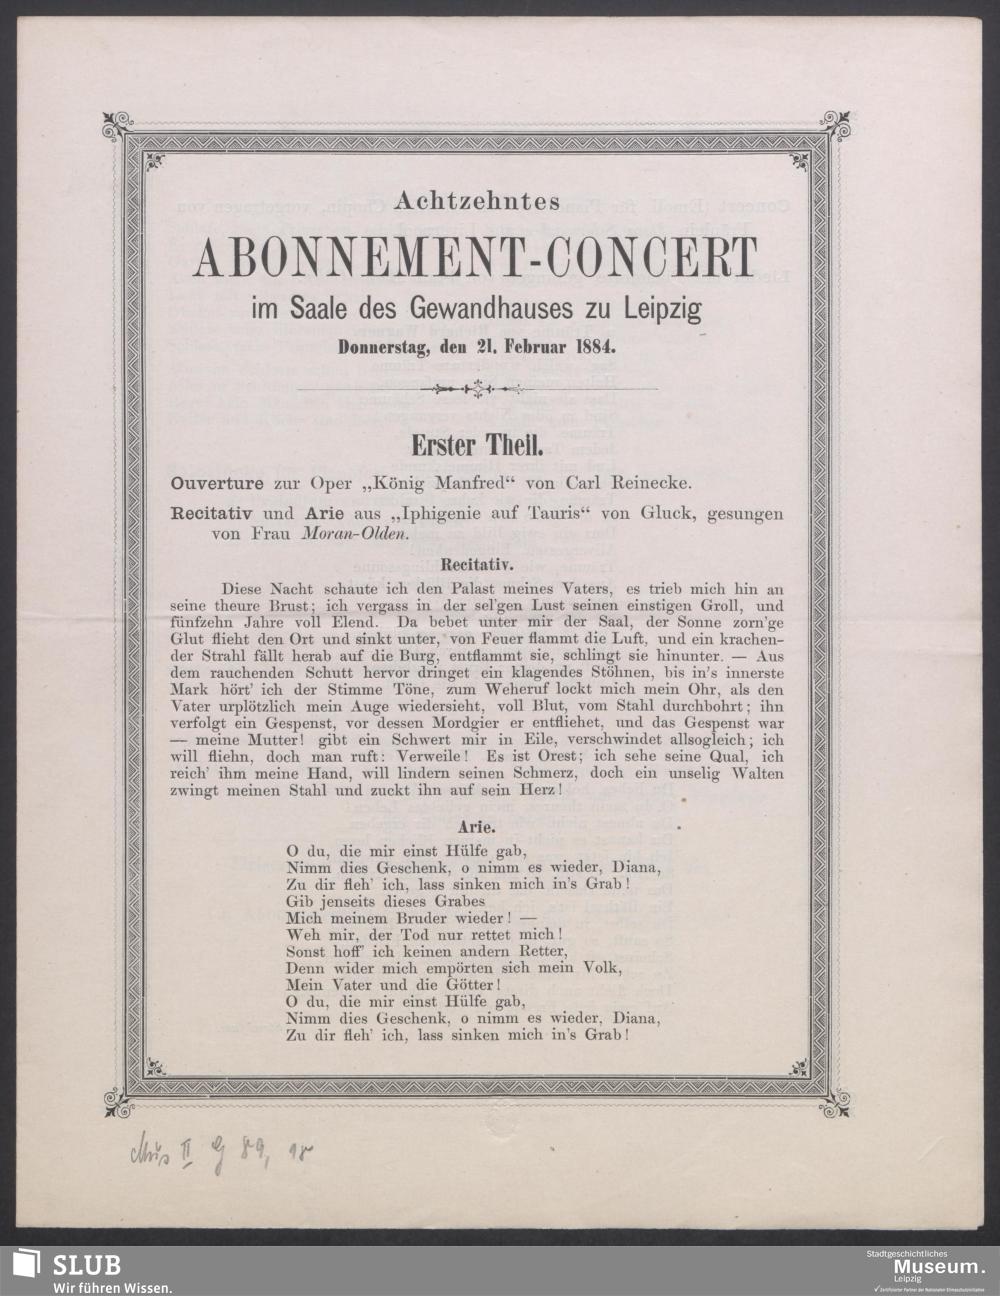 Achtzehntes
ABONNEMENT-CONCERT
im Saale des Gewandhauses zu Leipzig
Donnerstag, den 21. Februar 1884.
Erster Theil.
Ouverture zur Oper „König Manfred“ von Carl Reinecke.
Recitativ und Arie aus „Iphigenie auf Tauris“ von Gluck, gesungen
von Frau Moran-Olden.
Recitativ.
Diese Nacht schaute ich den Palast meines Vaters, es trieb mich hin an
seine theure Brust; ich vergass in der sel'gen Lust seinen einstigen Groll, und
fünfzehn Jahre voll Elend. Da bebet unter mir der Saal, der Sonne zorn'ge
Glut flieht den Ort und sinkt unter, von Feuer flammt die Luft, und ein krachen-
der Strahl fällt herab auf die Burg, entflammt sie, schlingt sie hinunter. — Aus
dem rauchenden Schutt hervor dringet ein klagendes Stöhnen, bis in's innerste
Mark hört' ich der Stimme Töne, zum Weheruf lockt mich mein Ohr, als den
Vater urplötzlich mein Auge wiedersieht, voll Blut, vom Stahl durchbohrt; ihn
verfolgt ein Gespenst, vor dessen Mordgier er entfliehet, und das Gespenst war
— meine Mutter! gibt ein Schwert mir in Eile, verschwindet allsogleich; ich
will fliehn, doch man ruft: Verweile! Es ist Orest; ich sehe seine Qual, ich
reich' ihm meine Hand, will lindern seinen Schmerz, doch ein unselig Walten
zwingt meinen Stahl und zuckt ihn auf sein Herz!
Arie.
O du, die mir einst Hülfe gab,
Nimm dies Geschenk, o nimm es wieder, Diana,
Zu dir fleh' ich, lass sinken mich in's Grab!
Gib jenseits dieses Grabes
Mich meinem Bruder wieder! —
Weh mir, der Tod nur rettet mich!
Sonst hoff' ich keinen andern Retter,
Denn wider mich empörten sich mein Volk,
Mein Vater und die Götter!
O du, die mir einst Hülfe gab,
Nimm dies Geschenk, o nimm es wieder, Diana,
Zu dir fleh' ich, lass sinken mich in's Grab!
Mus II G 89, 18
SLUB
Wir führen Wissen.
Stadtgeschichtliches
Museum.
Leipzig
Zertifizierter Partner der Nationalen Klimaschutzinitiative